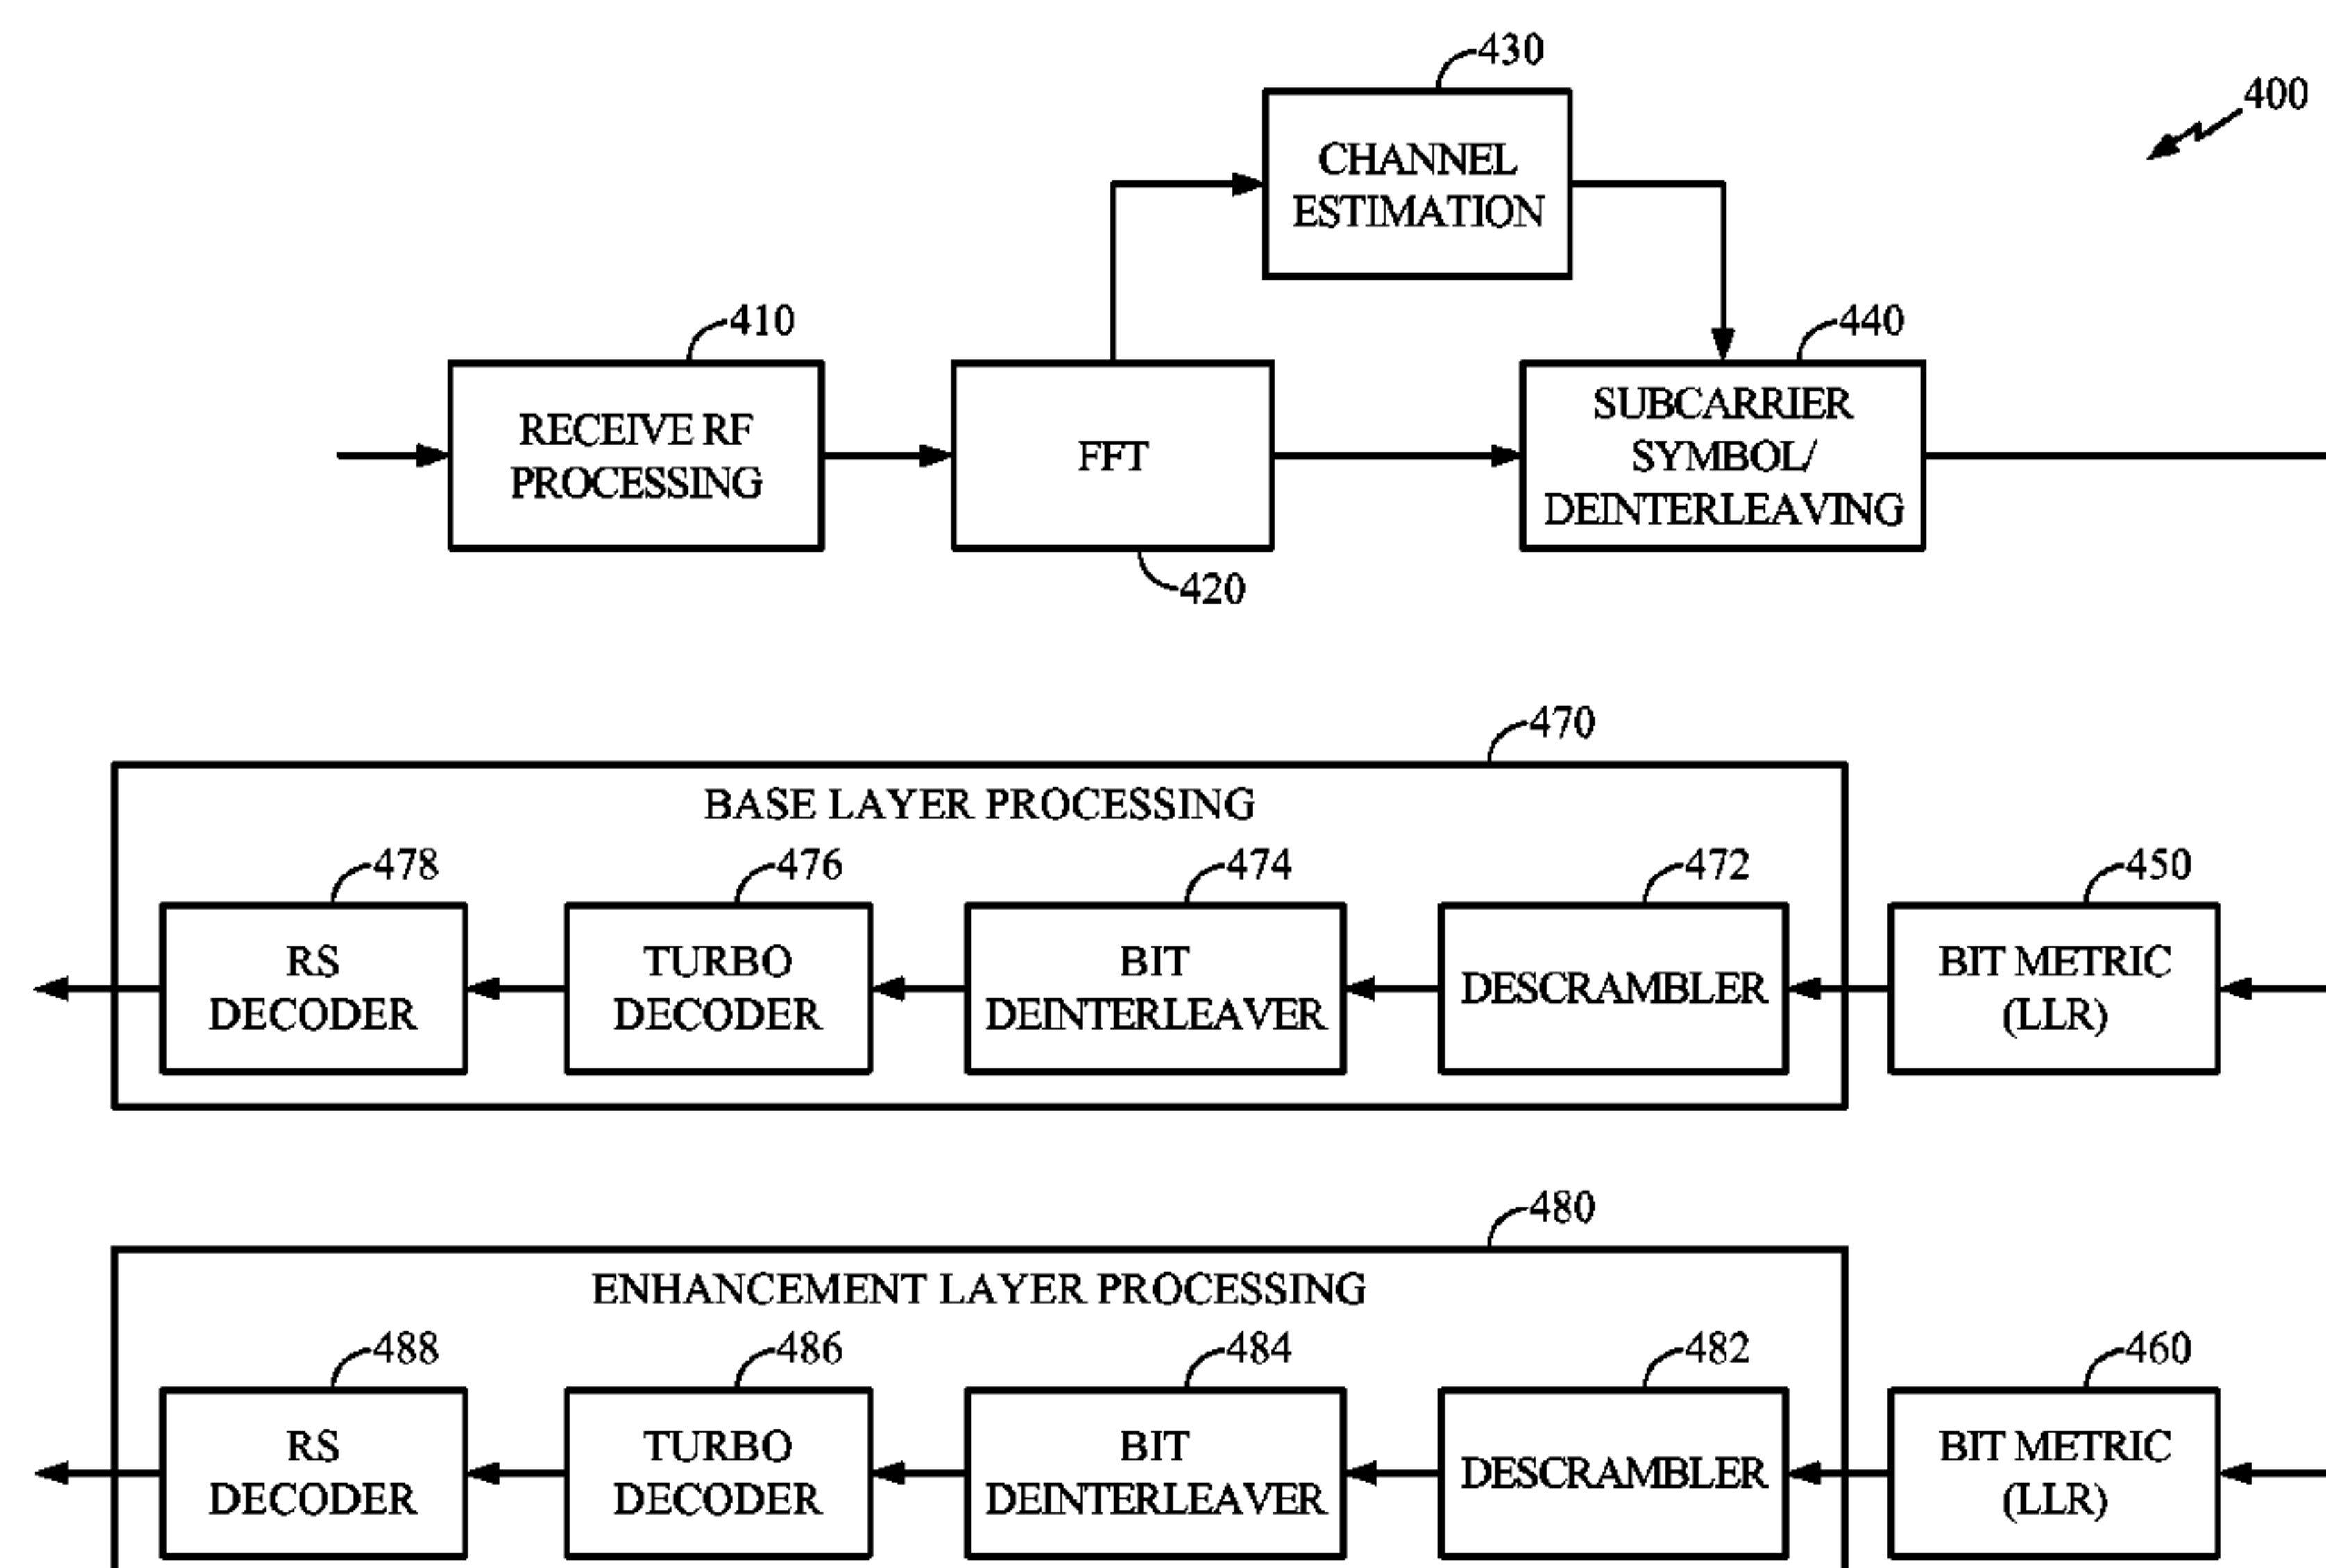 430
400
CHANNEL
ESTIMATION
410
440
RECEIVE RF
PROCESSING
FFT
SUBCARRIER
SYMBOL/
DEINTERLEAVING
420
470
BASE LAYER PROCESSING
478
476
474
472
450
RS
DECODER
TURBO
DECODER
BIT
DEINTERLEAVER
DESCRAMBLER
BIT METRIC
(LLR)
480
ENHANCEMENT LAYER PROCESSING
488
486
484
482
460
RS
DECODER
TURBO
DECODER
BIT
DEINTERLEAVER
DESCRAMBLER
BIT METRIC
(LLR)